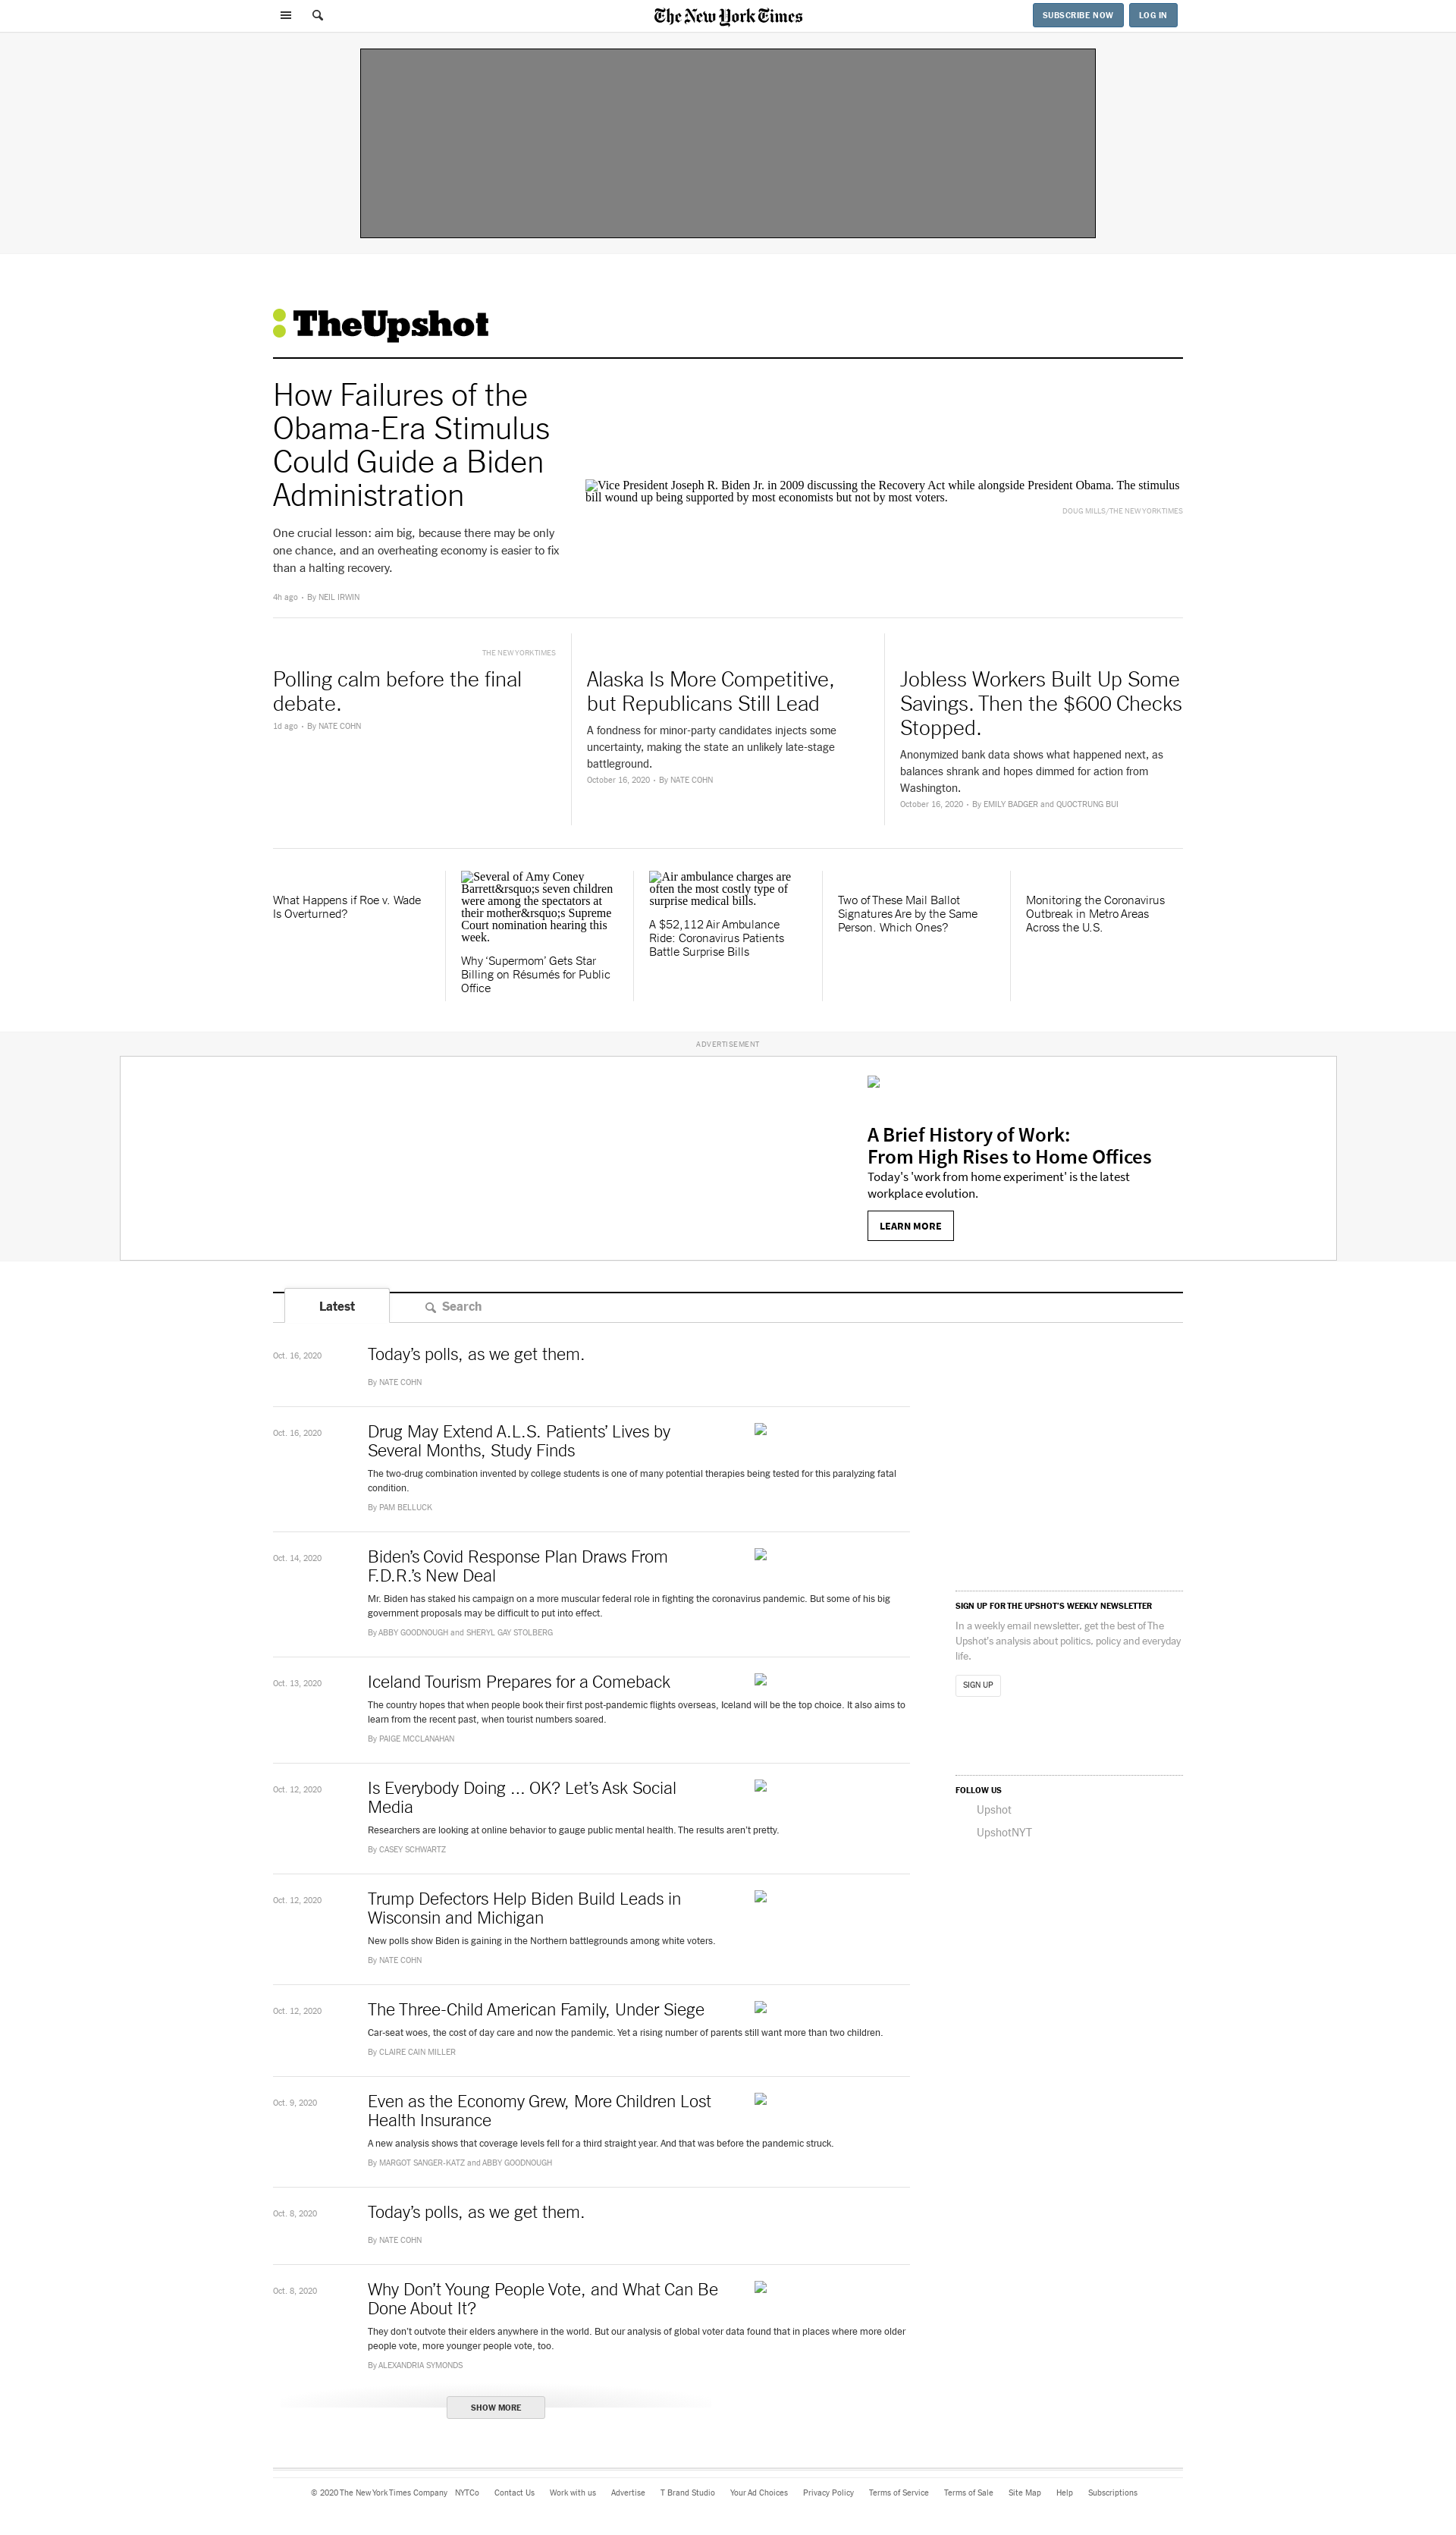 The New York Times
SUBSCRIBE NOW
LOG IN
TheUpshot
How Failures of the
Obama-Era Stimulus
Could Guide a Biden
Administration
One crucial lesson: aim big, because there may be only
one chance, and an overheating economy is easier to fix
than a halting recovery.
4h ago • By NEIL IRWIN
Vice President Joseph R. Biden Jr. in 2009 discussing the Recovery Act while alongside President Obama. The stimulus
bill wound up being supported by most economists but not by most voters.
DOUG MILLS/THE NEW YORK TIMES
THE NEW YORK TIMES
Polling calm before the final
debate.
1d ago • By NATE COHN
Alaska Is More Competitive,
but Republicans Still Lead
A fondness for minor-party candidates injects some
uncertainty, making the state an unlikely late-stage
battleground.
October 16, 2020 • By NATE COHN
Jobless Workers Built Up Some
Savings. Then the $600 Checks
Stopped.
Anonymized bank data shows what happened next, as
balances shrank and hopes dimmed for action from
Washington.
October 16, 2020 • By EMILY BADGER and QUOCTRUNG BUI
What Happens if Roe v. Wade
Is Overturned?
Several of Amy Coney
Barrett&rsquo;s seven children
were among the spectators at
their mother&rsquo;s Supreme
Court nomination hearing this
week.
Why ‘Supermom’ Gets Star
Billing on Résumés for Public
Office
Air ambulance charges are
often the most costly type of
surprise medical bills.
A $52,112 Air Ambulance
Ride: Coronavirus Patients
Battle Surprise Bills
Two of These Mail Ballot
Signatures Are by the Same
Person. Which Ones?
Monitoring the Coronavirus
Outbreak in Metro Areas
Across the U.S.
ADVERTISEMENT
A Brief History of Work:
From High Rises to Home Offices
Today's 'work from home experiment' is the latest
workplace evolution.
LEARN MORE
Latest
Search
Oct. 16, 2020
Today’s polls, as we get them.
By NATE COHN
Oct. 16, 2020
Drug May Extend A.L.S. Patients’ Lives by
Several Months, Study Finds
The two-drug combination invented by college students is one of many potential therapies being tested for this paralyzing fatal
condition.
By PAM BELLUCK
Oct. 14, 2020
Biden’s Covid Response Plan Draws From
F.D.R.’s New Deal
Mr. Biden has staked his campaign on a more muscular federal role in fighting the coronavirus pandemic. But some of his big
government proposals may be difficult to put into effect.
By ABBY GOODNOUGH and SHERYL GAY STOLBERG
Oct. 13, 2020
Iceland Tourism Prepares for a Comeback
The country hopes that when people book their first post-pandemic flights overseas, Iceland will be the top choice. It also aims to
learn from the recent past, when tourist numbers soared.
By PAIGE MCCLANAHAN
Oct. 12, 2020
Is Everybody Doing ... OK? Let’s Ask Social
Media
Researchers are looking at online behavior to gauge public mental health. The results aren’t pretty.
By CASEY SCHWARTZ
Oct. 12, 2020
Trump Defectors Help Biden Build Leads in
Wisconsin and Michigan
New polls show Biden is gaining in the Northern battlegrounds among white voters.
By NATE COHN
Oct. 12, 2020
The Three-Child American Family, Under Siege
Car-seat woes, the cost of day care and now the pandemic. Yet a rising number of parents still want more than two children.
By CLAIRE CAIN MILLER
Oct. 9, 2020
Even as the Economy Grew, More Children Lost
Health Insurance
A new analysis shows that coverage levels fell for a third straight year. And that was before the pandemic struck.
By MARGOT SANGER-KATZ and ABBY GOODNOUGH
Oct. 8, 2020
Today’s polls, as we get them.
By NATE COHN
Oct. 8, 2020
Why Don’t Young People Vote, and What Can Be
Done About It?
They don’t outvote their elders anywhere in the world. But our analysis of global voter data found that in places where more older
people vote, more younger people vote, too.
By ALEXANDRIA SYMONDS
SHOW MORE
SIGN UP FOR THE UPSHOT’S WEEKLY NEWSLETTER
In a weekly email newsletter, get the best of The
Upshot's analysis about politics, policy and everyday
life.
SIGN UP
FOLLOW US
Upshot
UpshotNYT
© 2020 The New York Times Company NYTCo Contact Us Work with us Advertise T Brand Studio Your Ad Choices Privacy Policy Terms of Service Terms of Sale Site Map Help Subscriptions